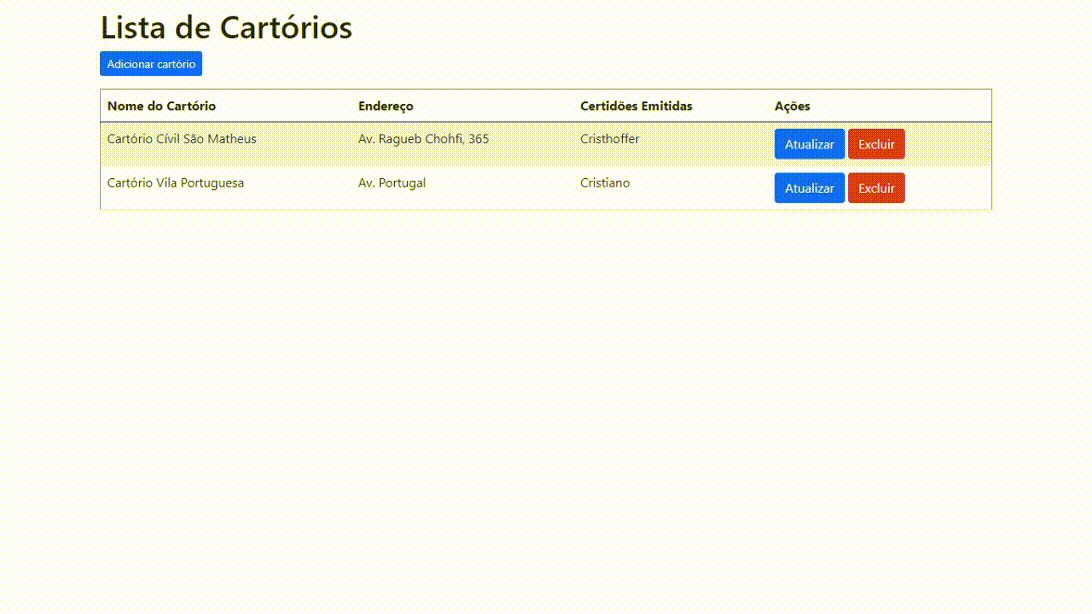 Lista de Cartórios
Adicionar cartório
Nome do Cartório Endereço Certidões Emitidas Ações
Cartório Cívil São Matheus Av. Ragueb Chohfi, 365 Cristhoffer Atualizar Excluir
Cartório Vila Portuguesa Av. Portugal Cristiano Atualizar Excluir